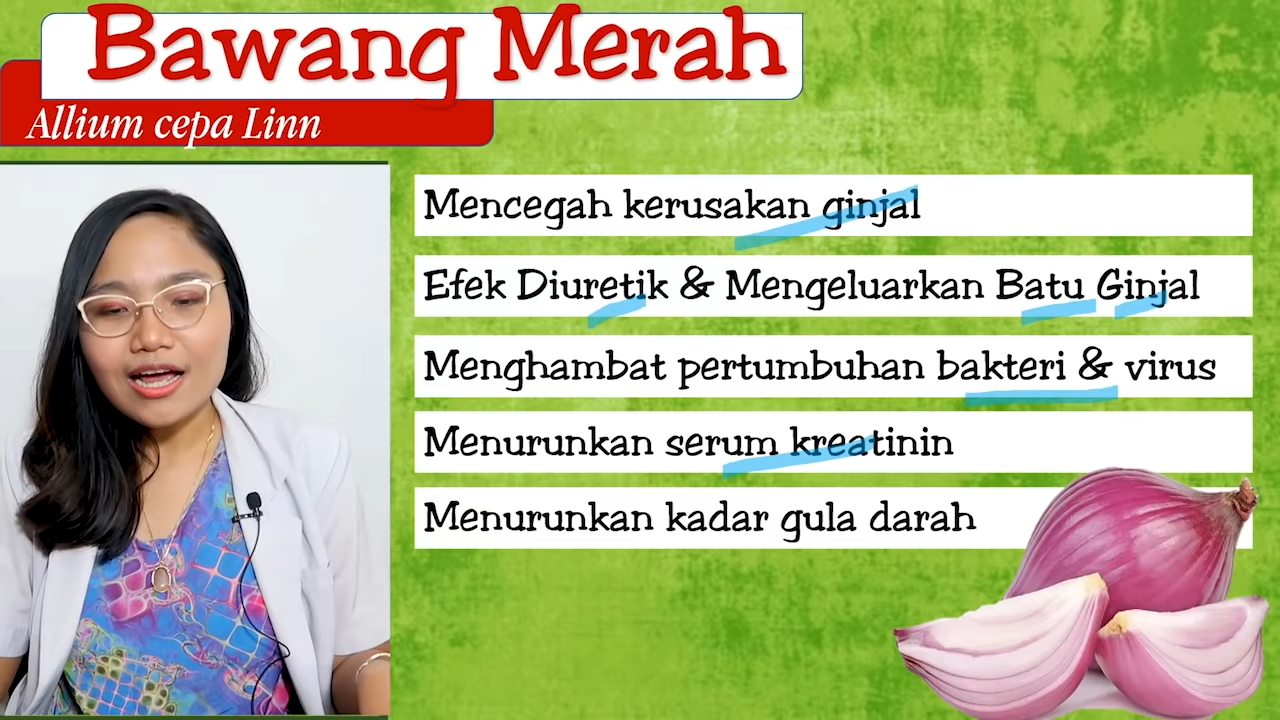 Bawang Merah
Allium cepa Linn
Mencegah kerusakan ginjal
Efek Diuretik & Mengeluarkan Batu Ginjal
Menghambat pertumbuhan bakteri & virus
Menurunkan serum kreatinin
Menurunkan kadar gula darah